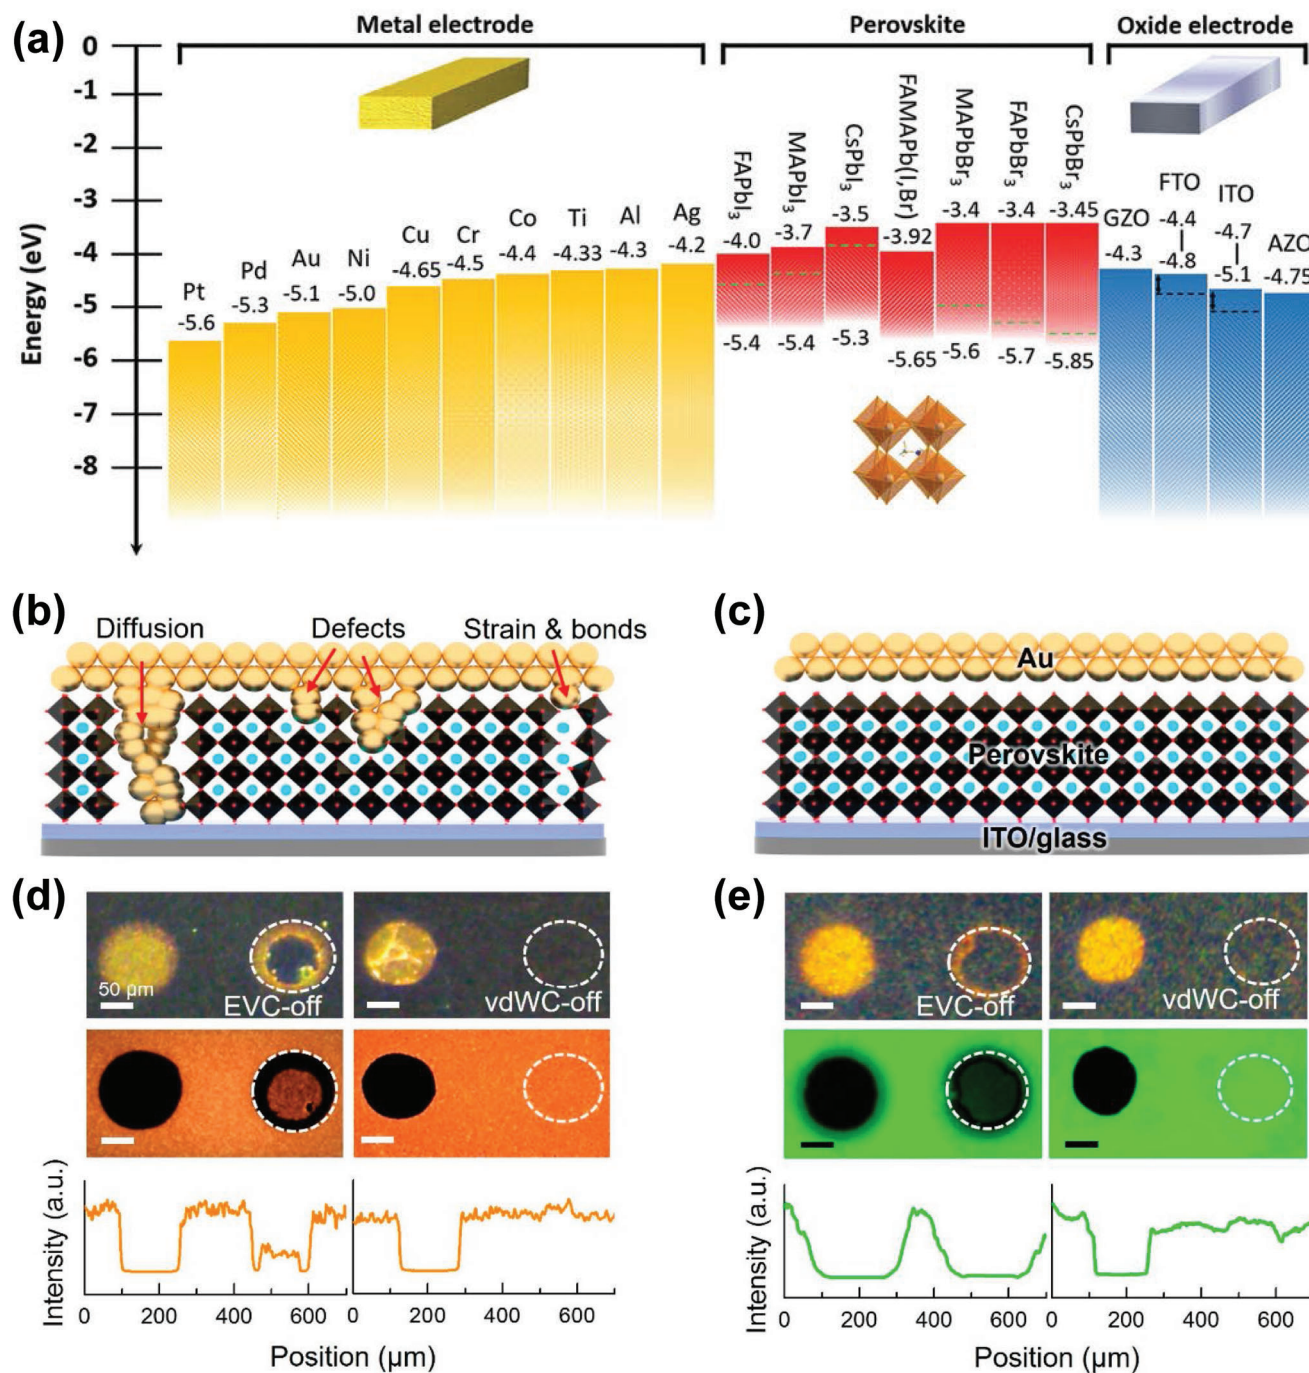 (a)
Metal electrode
Perovskite
Oxide electrode
0
-1
-2
-3
-4
-5
-6
-7
-8
Energy (eV)
Pt
-5.6
Pd
-5.3
Au
-5.1
Ni
-5.0
Cu
-4.65
Cr
-4.5
Co
-4.4
Ti
-4.33
Al
-4.3
Ag
-4.2
FAPbI3
-4.0
-5.4
MAPbI3
-3.7
-5.4
CsPbI3
-3.5
-5.3
FAMAPb(I,Br)
-3.92
-5.65
MAPbBr3
-3.4
-5.6
FAPbBr3
-3.4
-5.7
CsPbBr3
-3.45
-5.85
GZO
-4.3
FTO
-4.4
-4.8
ITO
-4.7
-5.1
AZO
-4.75
(b)
Diffusion
Defects
Strain & bonds
(c)
Au
Perovskite
ITO/glass
(d)
50 µm
EVC-off
vdWC-off
Intensity (a.u.)
0 200 400 600 0 200 400 600
Position (µm)
(e)
EVC-off
vdWC-off
Intensity (a.u.)
0 200 400 600 0 200 400 600
Position (µm)